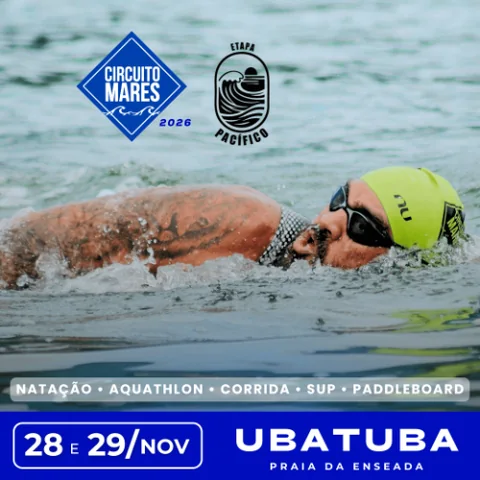 CIRCUITO
MARES
2026
ETAPA
PACÍFICO
NATAÇÃO • AQUATHLON • CORRIDA • SUP • PADDLEBOARD
28 E 29/NOV
UBATUBA
PRAIA DA ENSEADA